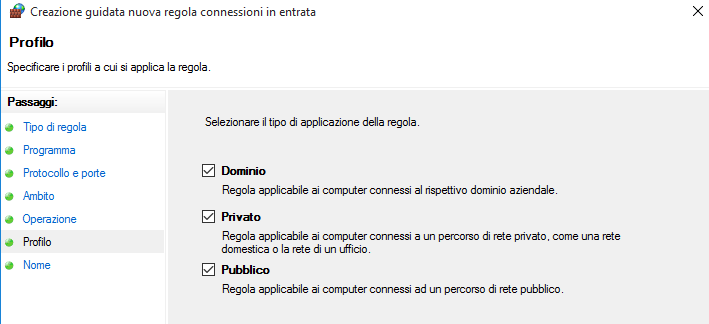 Creazione guidata nuova regola connessioni in entrata
Profilo
Specificare i profili a cui si applica la regola.
Passaggi:
Tipo di regola
Programma
Protocollo e porte
Ambito
Operazione
Profilo
Nome
Selezionare il tipo di applicazione della regola.
Dominio
Regola applicabile ai computer connessi al rispettivo dominio aziendale.
Privato
Regola applicabile ai computer connessi a un percorso di rete privato, come una rete
domestica o la rete di un ufficio.
Pubblico
Regola applicabile ai computer connessi ad un percorso di rete pubblico.